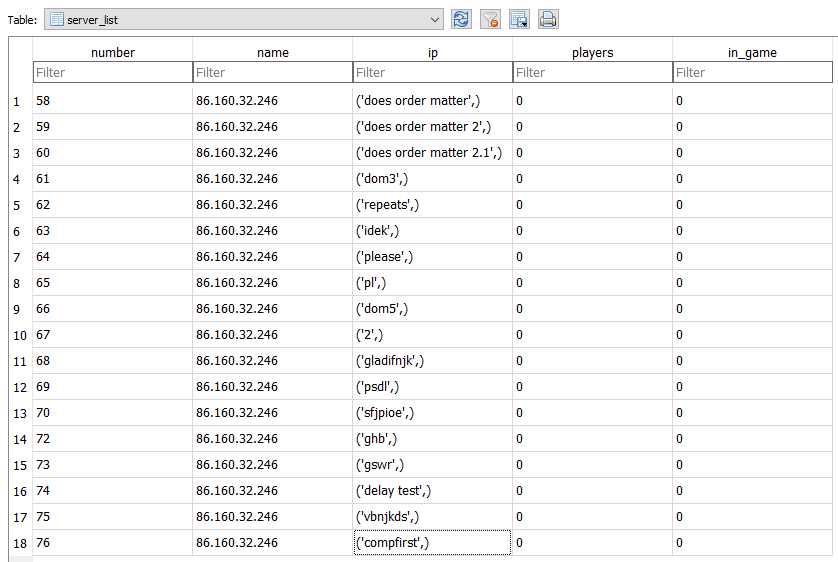 Table: server_list
number name ip players in_game
Filter Filter Filter Filter Filter
1 58 86.160.32.246 ('does order matter',) 0 0
2 59 86.160.32.246 ('does order matter 2',) 0 0
3 60 86.160.32.246 ('does order matter 2.1',) 0 0
4 61 86.160.32.246 ('dom3',) 0 0
5 62 86.160.32.246 ('repeats',) 0 0
6 63 86.160.32.246 ('idek',) 0 0
7 64 86.160.32.246 ('please',) 0 0
8 65 86.160.32.246 ('pl',) 0 0
9 66 86.160.32.246 ('dom5',) 0 0
10 67 86.160.32.246 ('2',) 0 0
11 68 86.160.32.246 ('gladifnjk',) 0 0
12 69 86.160.32.246 ('psdl',) 0 0
13 70 86.160.32.246 ('sfjpioe',) 0 0
14 72 86.160.32.246 ('ghb',) 0 0
15 73 86.160.32.246 ('gswr',) 0 0
16 74 86.160.32.246 ('delay test',) 0 0
17 75 86.160.32.246 ('vbnjkds',) 0 0
18 76 86.160.32.246 ('compfirst',) 0 0